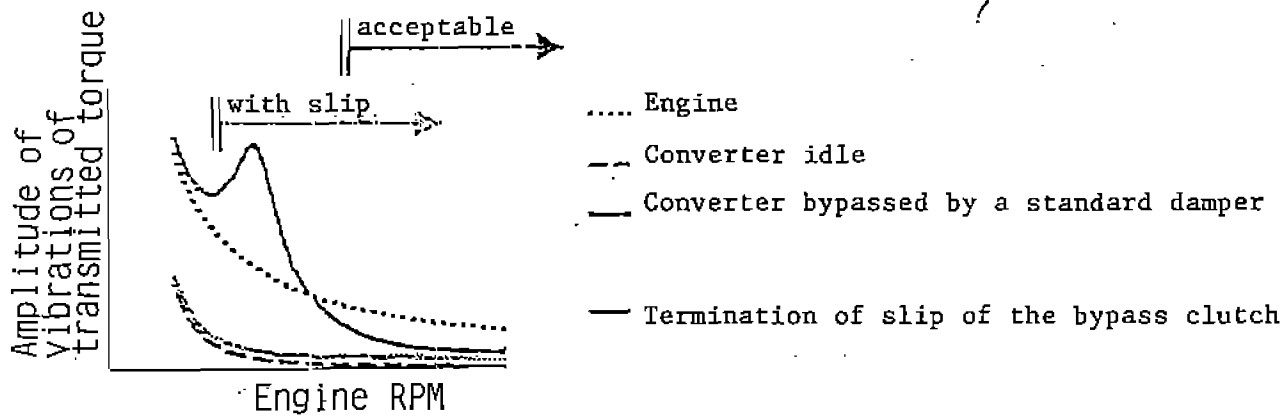 acceptable
with slip
Amplitude of
vibrations of
transmitted torque
Engine RPM
Engine
Converter idle
Converter bypassed by a standard damper
Termination of slip of the bypass clutch